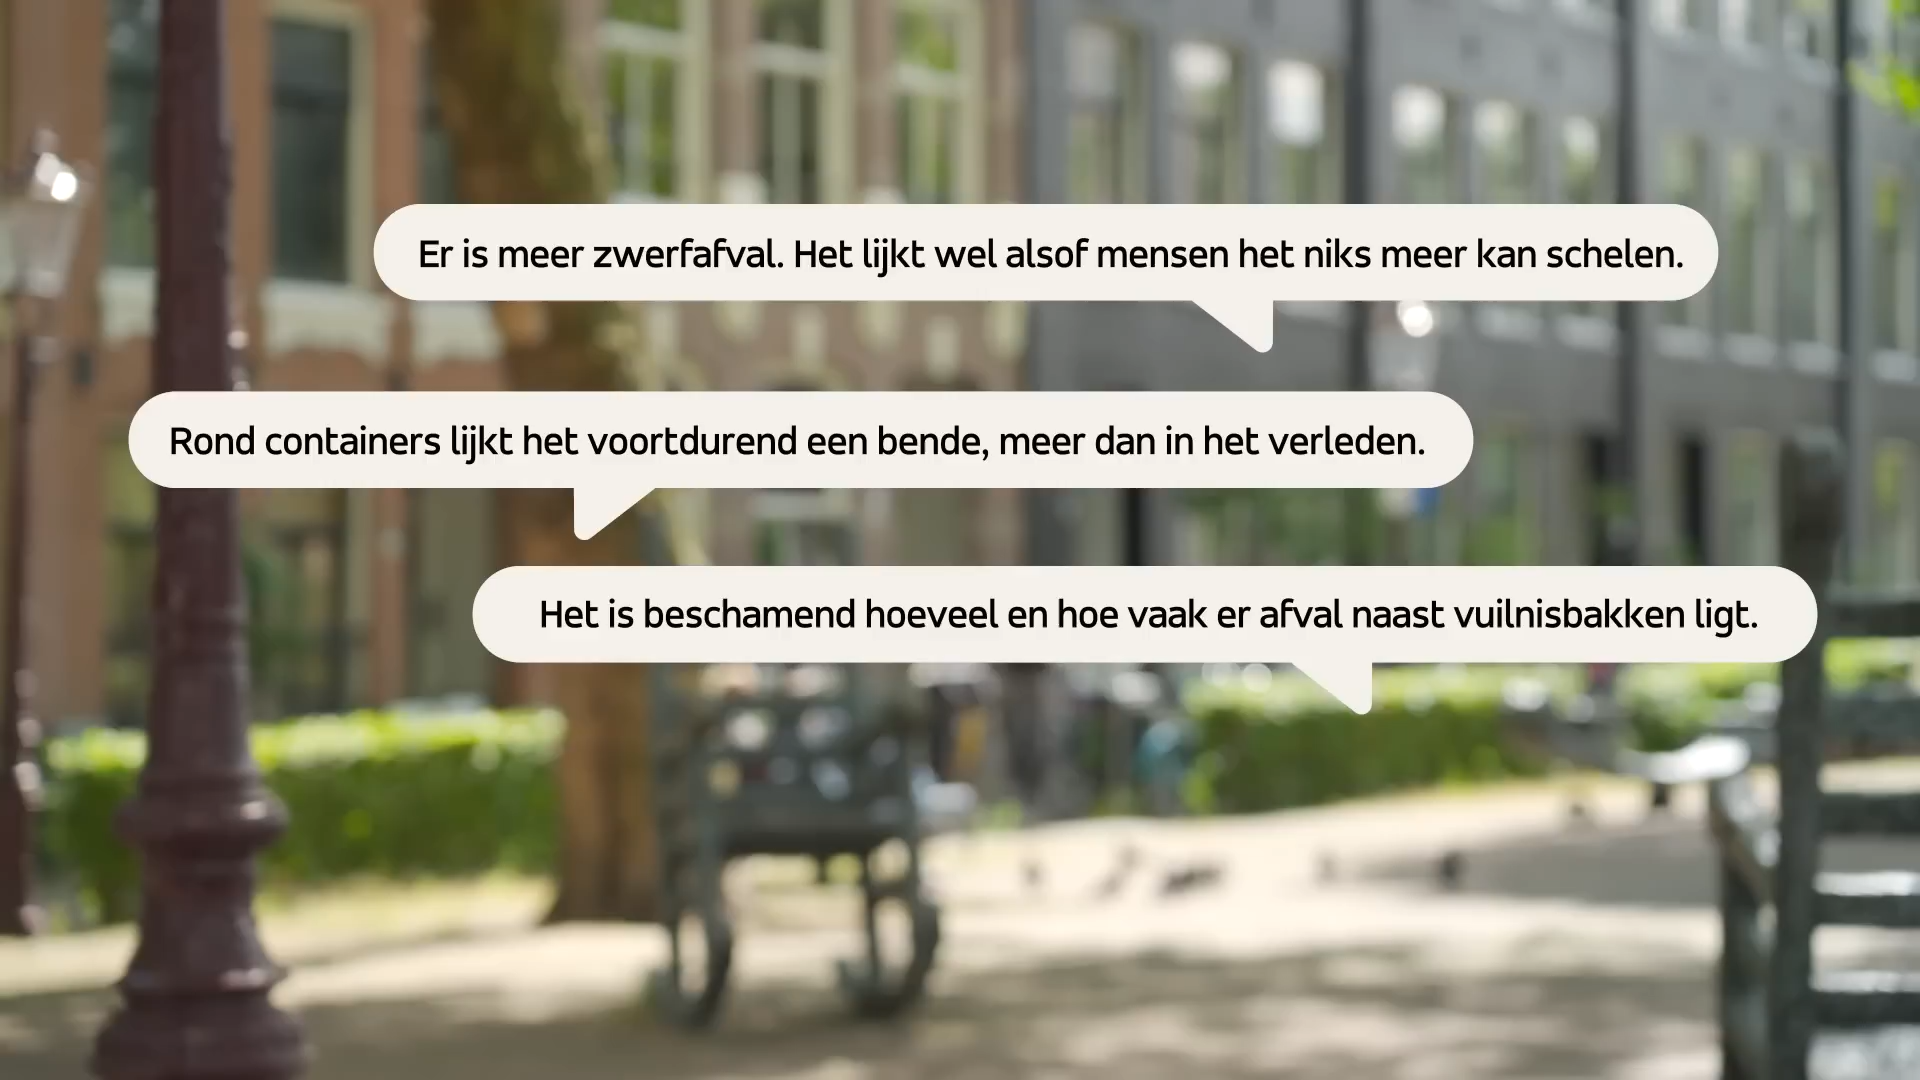 Er is meer zwerfafval. Het lijkt wel alsof mensen het niks meer kan schelen.
Rond containers lijkt het voortdurend een bende, meer dan in het verleden.
Het is beschamend hoeveel en hoe vaak er afval naast vuilnisbakken ligt.